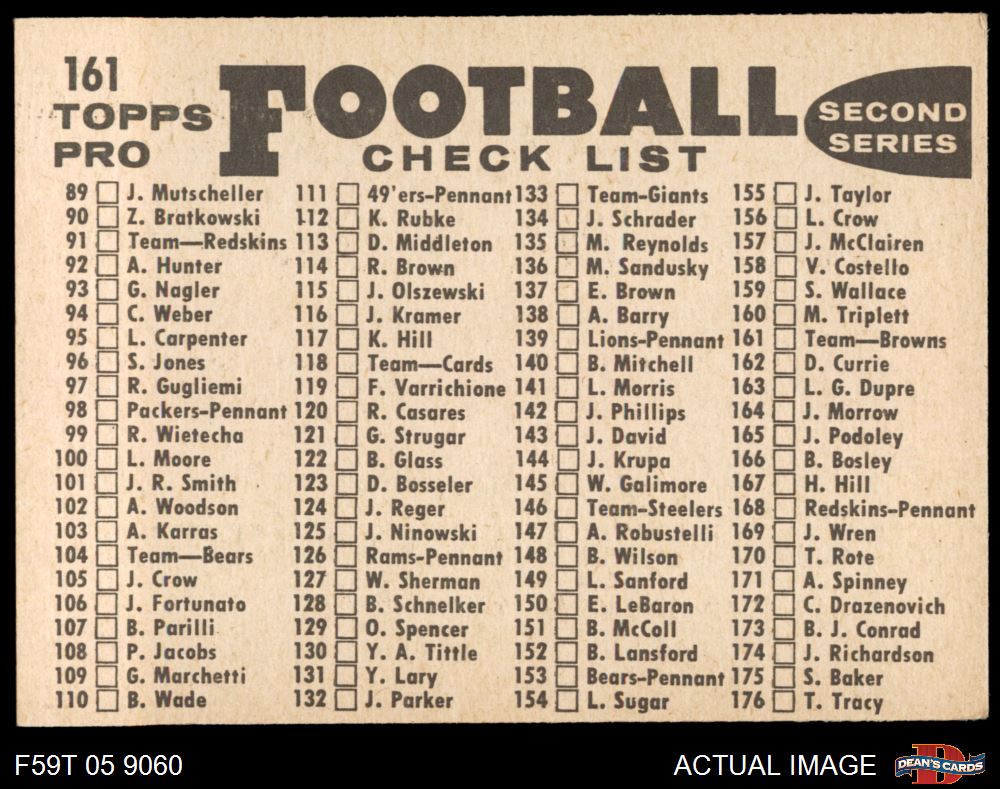 161
TOPPS PRO
FOOTBALL
CHECK LIST
SECOND SERIES
89 J. Mutscheller
90 Z. Bratkowski
91 Team—Redskins
92 A. Hunter
93 G. Nagler
94 C. Weber
95 L. Carpenter
96 S. Jones
97 R. Gugliemi
98 Packers-Pennant
99 R. Wietecha
100 L. Moore
101 J. R. Smith
102 A. Woodson
103 A. Karras
104 Team—Bears
105 J. Crow
106 J. Fortunato
107 B. Parilli
108 P. Jacobs
109 G. Marchetti
110 B. Wade
111 49'ers-Pennant
112 K. Rubke
113 D. Middleton
114 R. Brown
115 J. Olszewski
116 J. Kramer
117 K. Hill
118 Team—Cards
119 F. Varrichione
120 R. Casares
121 G. Strugar
122 B. Glass
123 D. Bosseler
124 J. Reger
125 J. Ninowski
126 Rams-Pennant
127 W. Sherman
128 B. Schnelker
129 O. Spencer
130 Y. A. Tittle
131 Y. Lary
132 J. Parker
133 Team-Giants
134 J. Schrader
135 M. Reynolds
136 M. Sandusky
137 E. Brown
138 A. Barry
139 Lions-Pennant
140 B. Mitchell
141 L. Morris
142 J. Phillips
143 J. David
144 J. Krupa
145 W. Galimore
146 Team-Steelers
147 A. Robustelli
148 B. Wilson
149 L. Sanford
150 E. LeBaron
151 B. McColl
152 B. Lansford
153 Bears-Pennant
154 L. Sugar
155 J. Taylor
156 L. Crow
157 J. McClairen
158 V. Costello
159 S. Wallace
160 M. Triplett
161 Team—Browns
162 D. Currie
163 L. G. Dupre
164 J. Morrow
165 J. Podoley
166 B. Bosley
167 H. Hill
168 Redskins-Pennant
169 J. Wren
170 T. Rote
171 A. Spinney
172 C. Drazenovich
173 B. J. Conrad
174 J. Richardson
175 S. Baker
176 T. Tracy
F59T 05 9060
ACTUAL IMAGE
DEAN'S CARDS